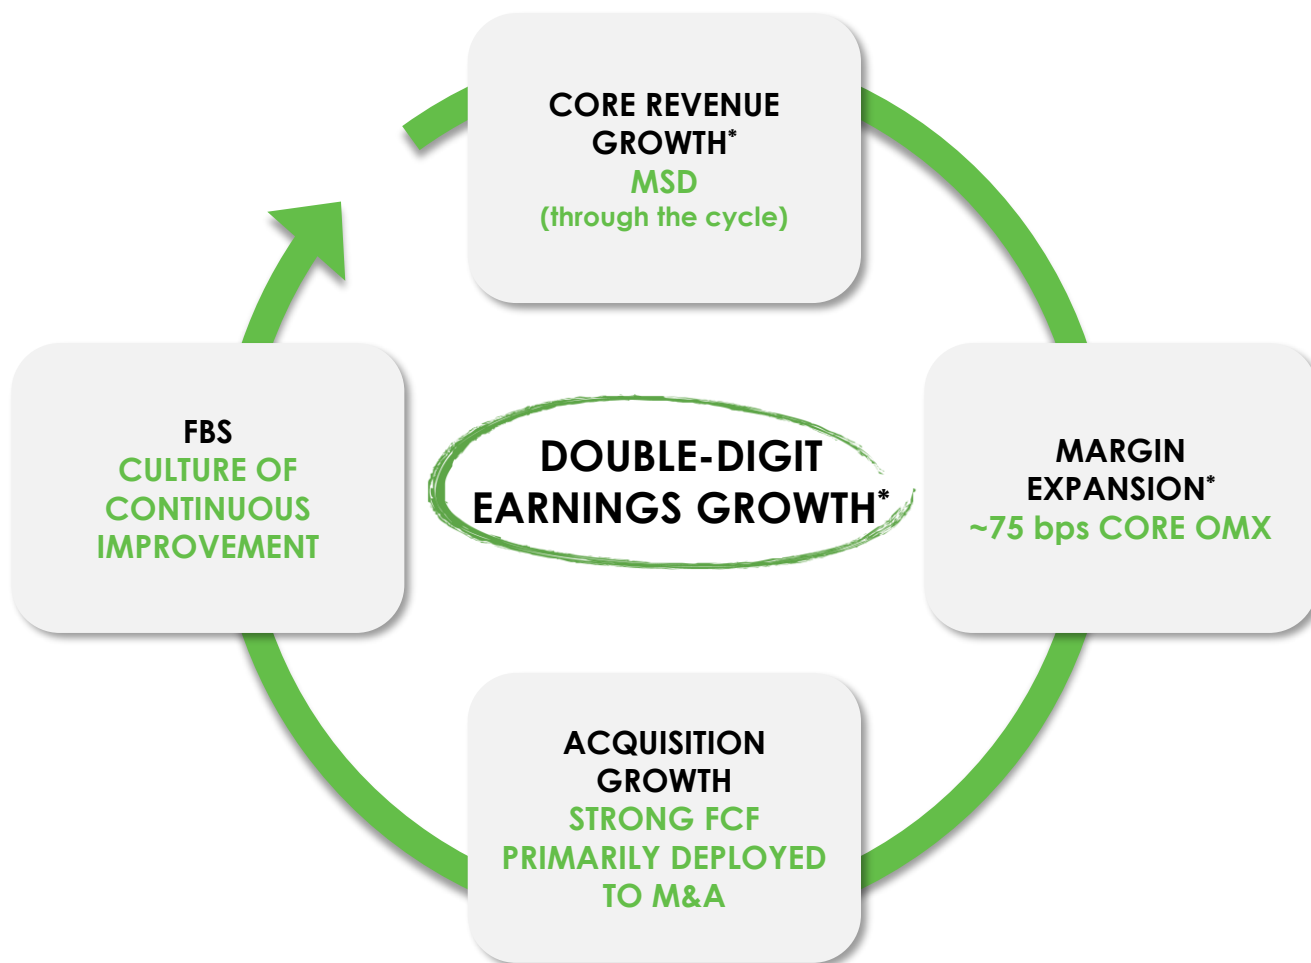 CORE REVENUE
GROWTH*
MSD
(through the cycle)
FBS
CULTURE OF
CONTINUOUS
IMPROVEMENT
DOUBLE-DIGIT
EARNINGS GROWTH*
MARGIN
EXPANSION*
~75 bps CORE OMX
ACQUISITION
GROWTH
STRONG FCF
PRIMARILY DEPLOYED
TO M&A